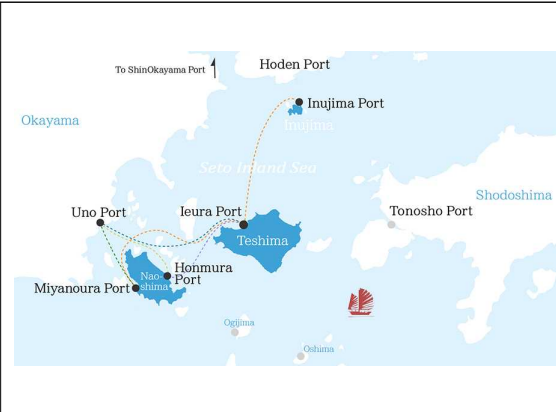 Hoden Port
To ShinOkayama Port
Inujima Port
Okayama
Inujima
Seto Inland Sea
Shodoshima
Uno Port
Ieura Port
Tonosho Port
Teshima
Honmura
Port
Nao-
shima
Miyanoura Port
Ogijima
Oshima